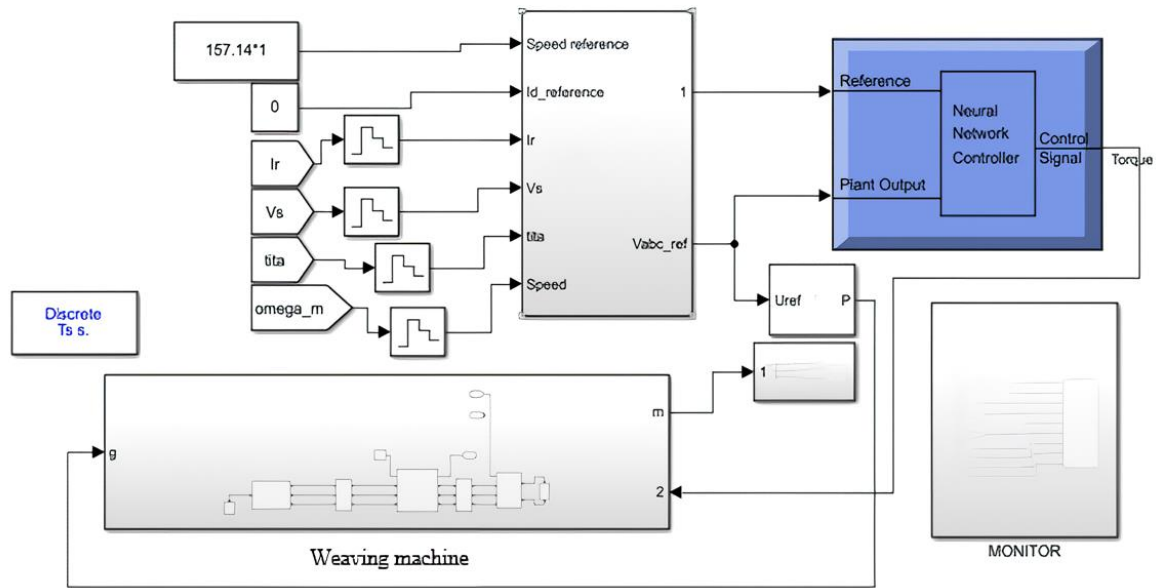 157.14*1
0
Ir
Vs
tita
omega_m
Discrete
Ts s.
Speed reference
Id_reference
Ir
Vs
tita
Speed
1
Vabc_ref
Reference
Plant Output
Neural
Network
Controller
Control
Signal
Torque
Uref
P
1
m
g
2
Weaving machine
MONITOR